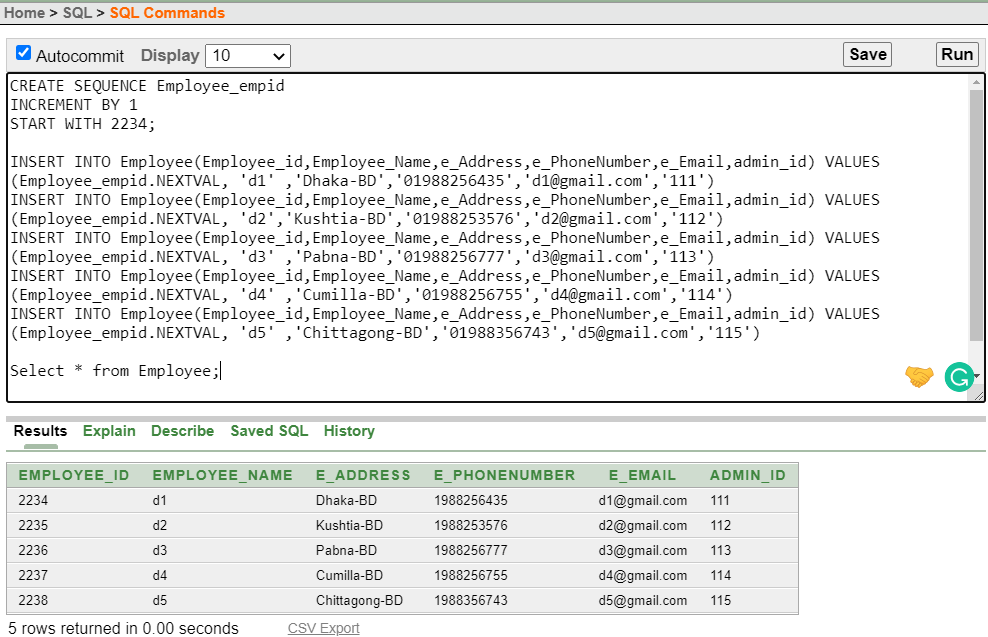 Home > SQL > SQL Commands
Autocommit Display 10 Save Run
CREATE SEQUENCE Employee_empid
INCREMENT BY 1
START WITH 2234;
INSERT INTO Employee(Employee_id,Employee_Name,e_Address,e_PhoneNumber,e_Email,admin_id) VALUES
(Employee_empid.NEXTVAL, 'd1' ,'Dhaka-BD','01988256435','d1@gmail.com','111')
INSERT INTO Employee(Employee_id,Employee_Name,e_Address,e_PhoneNumber,e_Email,admin_id) VALUES
(Employee_empid.NEXTVAL, 'd2','Kushtia-BD','01988253576','d2@gmail.com','112')
INSERT INTO Employee(Employee_id,Employee_Name,e_Address,e_PhoneNumber,e_Email,admin_id) VALUES
(Employee_empid.NEXTVAL, 'd3' ,'Pabna-BD','01988256777','d3@gmail.com','113')
INSERT INTO Employee(Employee_id,Employee_Name,e_Address,e_PhoneNumber,e_Email,admin_id) VALUES
(Employee_empid.NEXTVAL, 'd4' ,'Cumilla-BD','01988256755','d4@gmail.com','114')
INSERT INTO Employee(Employee_id,Employee_Name,e_Address,e_PhoneNumber,e_Email,admin_id) VALUES
(Employee_empid.NEXTVAL, 'd5' ,'Chittagong-BD','01988356743','d5@gmail.com','115')
Select * from Employee;
Results Explain Describe Saved SQL History
EMPLOYEE_ID EMPLOYEE_NAME E_ADDRESS E_PHONENUMBER E_EMAIL ADMIN_ID
2234 d1 Dhaka-BD 1988256435 d1@gmail.com 111
2235 d2 Kushtia-BD 1988253576 d2@gmail.com 112
2236 d3 Pabna-BD 1988256777 d3@gmail.com 113
2237 d4 Cumilla-BD 1988256755 d4@gmail.com 114
2238 d5 Chittagong-BD 1988356743 d5@gmail.com 115
5 rows returned in 0.00 seconds CSV Export